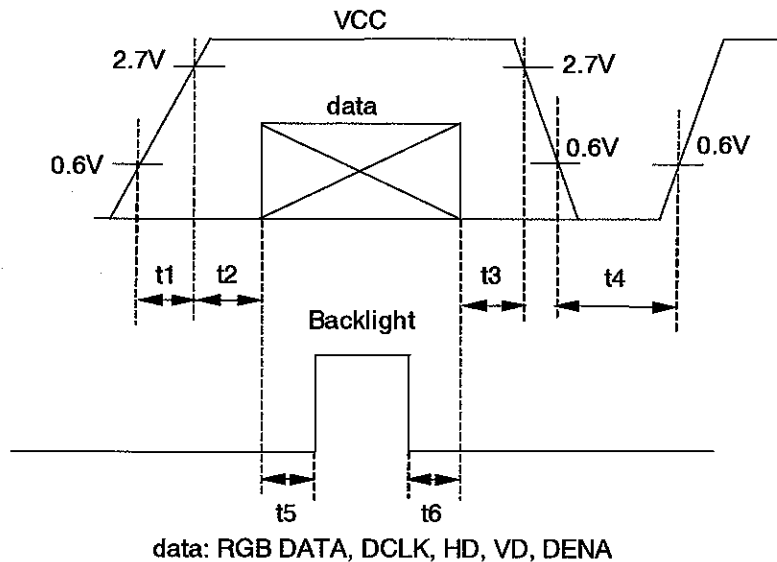 VCC
2.7V
2.7V
data
0.6V
0.6V
0.6V
t1
t2
t3
t4
Backlight
t5
t6
data: RGB DATA, DCLK, HD, VD, DENA